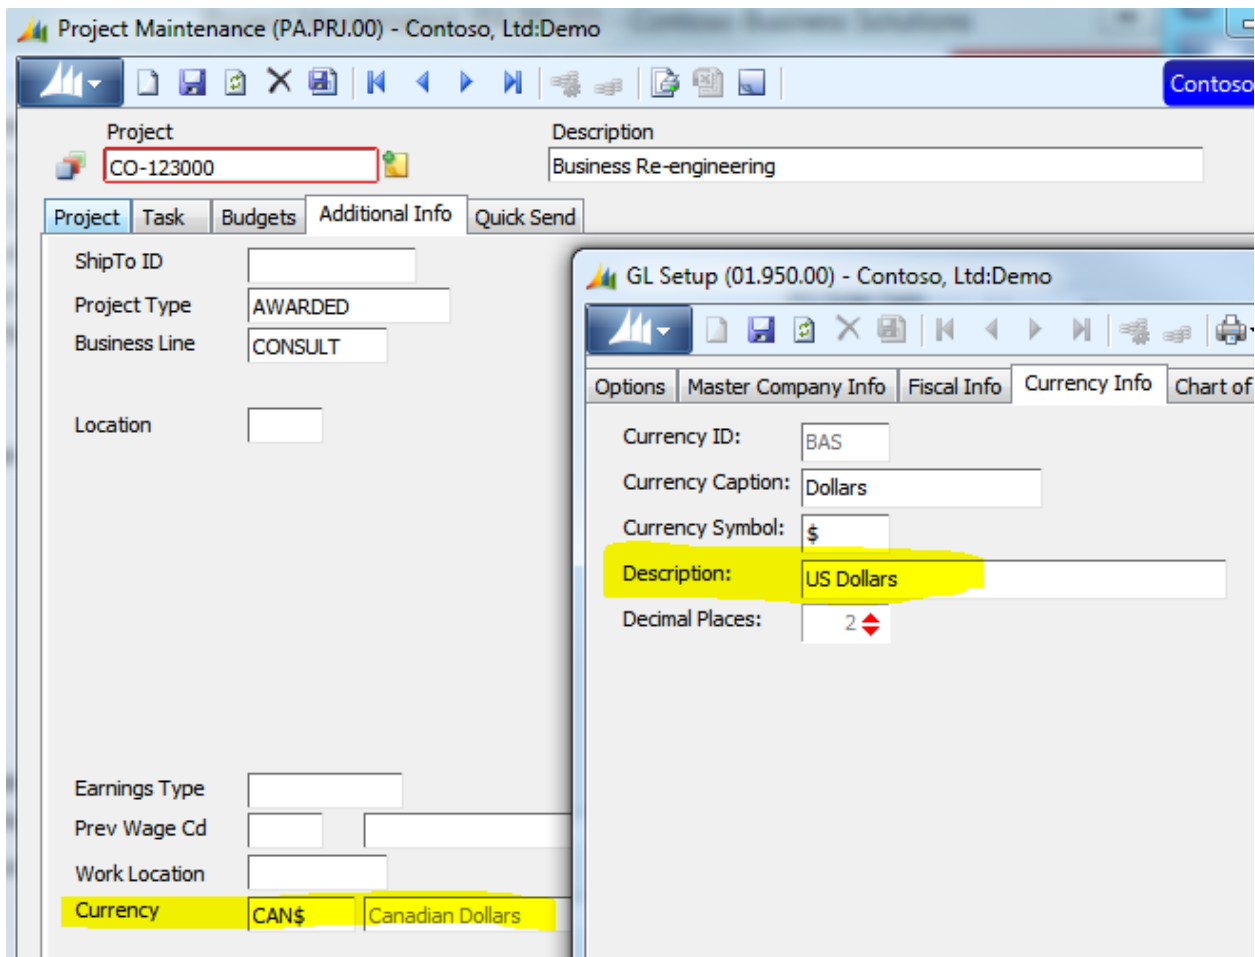 Project Maintenance (PA.PRJ.00) - Contoso, Ltd:Demo
Contoso
Project Description
CO-123000 Business Re-engineering
Project Task Budgets Additional Info Quick Send
ShipTo ID
Project Type AWARDED
Business Line CONSULT
Location
Earnings Type
Prev Wage Cd
Work Location
Currency CAN$ Canadian Dollars
GL Setup (01.950.00) - Contoso, Ltd:Demo
Options Master Company Info Fiscal Info Currency Info Chart of
Currency ID: BAS
Currency Caption: Dollars
Currency Symbol: $
Description: US Dollars
Decimal Places: 2